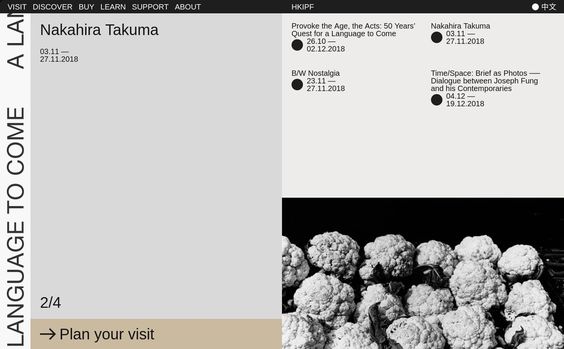 VISIT DISCOVER BUY LEARN SUPPORT ABOUT
HKIPF
中文
A LAN
LANGUAGE TO COME
Nakahira Takuma
03.11 —
27.11.2018
2/4
→ Plan your visit
Provoke the Age, the Acts: 50 Years'
Quest for a Language to Come
26.10 —
02.12.2018
Nakahira Takuma
03.11 —
27.11.2018
B/W Nostalgia
23.11 —
27.11.2018
Time/Space: Brief as Photos —
Dialogue between Joseph Fung
and his Contemporaries
04.12 —
19.12.2018